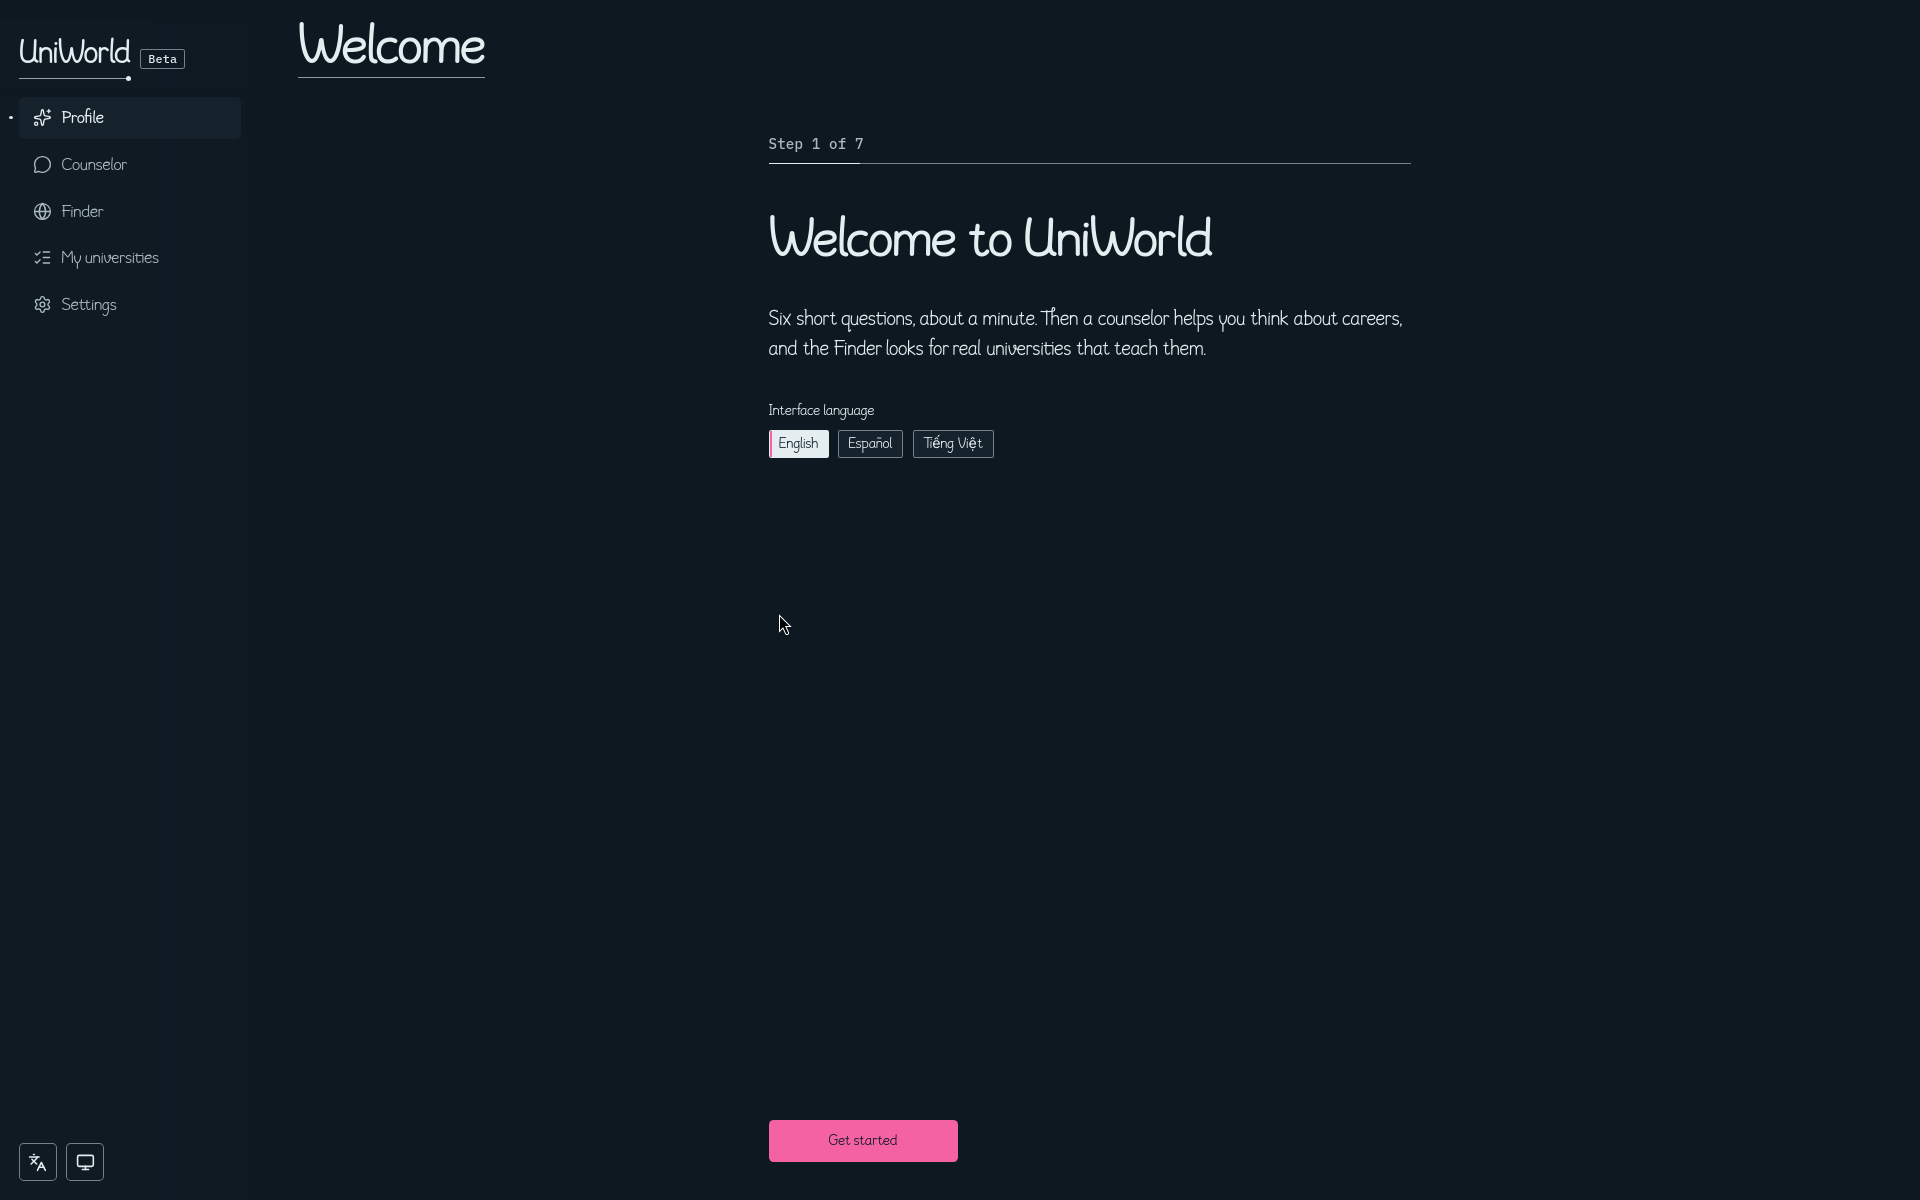 UniWorld
Beta
Profile
Counselor
Finder
My universities
Settings
Welcome
Step 1 of 7
Welcome to UniWorld
Six short questions, about a minute. Then a counselor helps you think about careers,
and the Finder looks for real universities that teach them.
Interface language
English
Español
Tiếng Việt
Get started